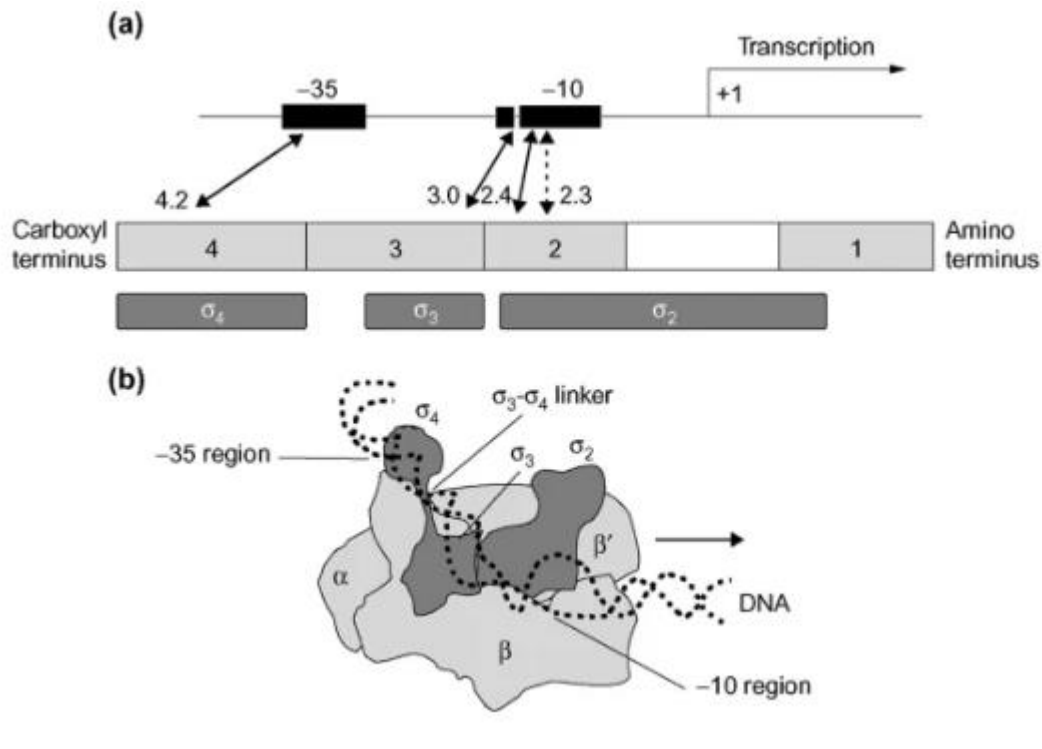 (a)
Transcription
–35
–10
+1
4.2
3.0
2.4
2.3
Carboxyl
terminus
4
3
2
1
Amino
terminus
σ₄
σ₃
σ₂
(b)
σ₃-σ₄ linker
σ₄
–35 region
σ₃
σ₂
β′
α
DNA
β
–10 region